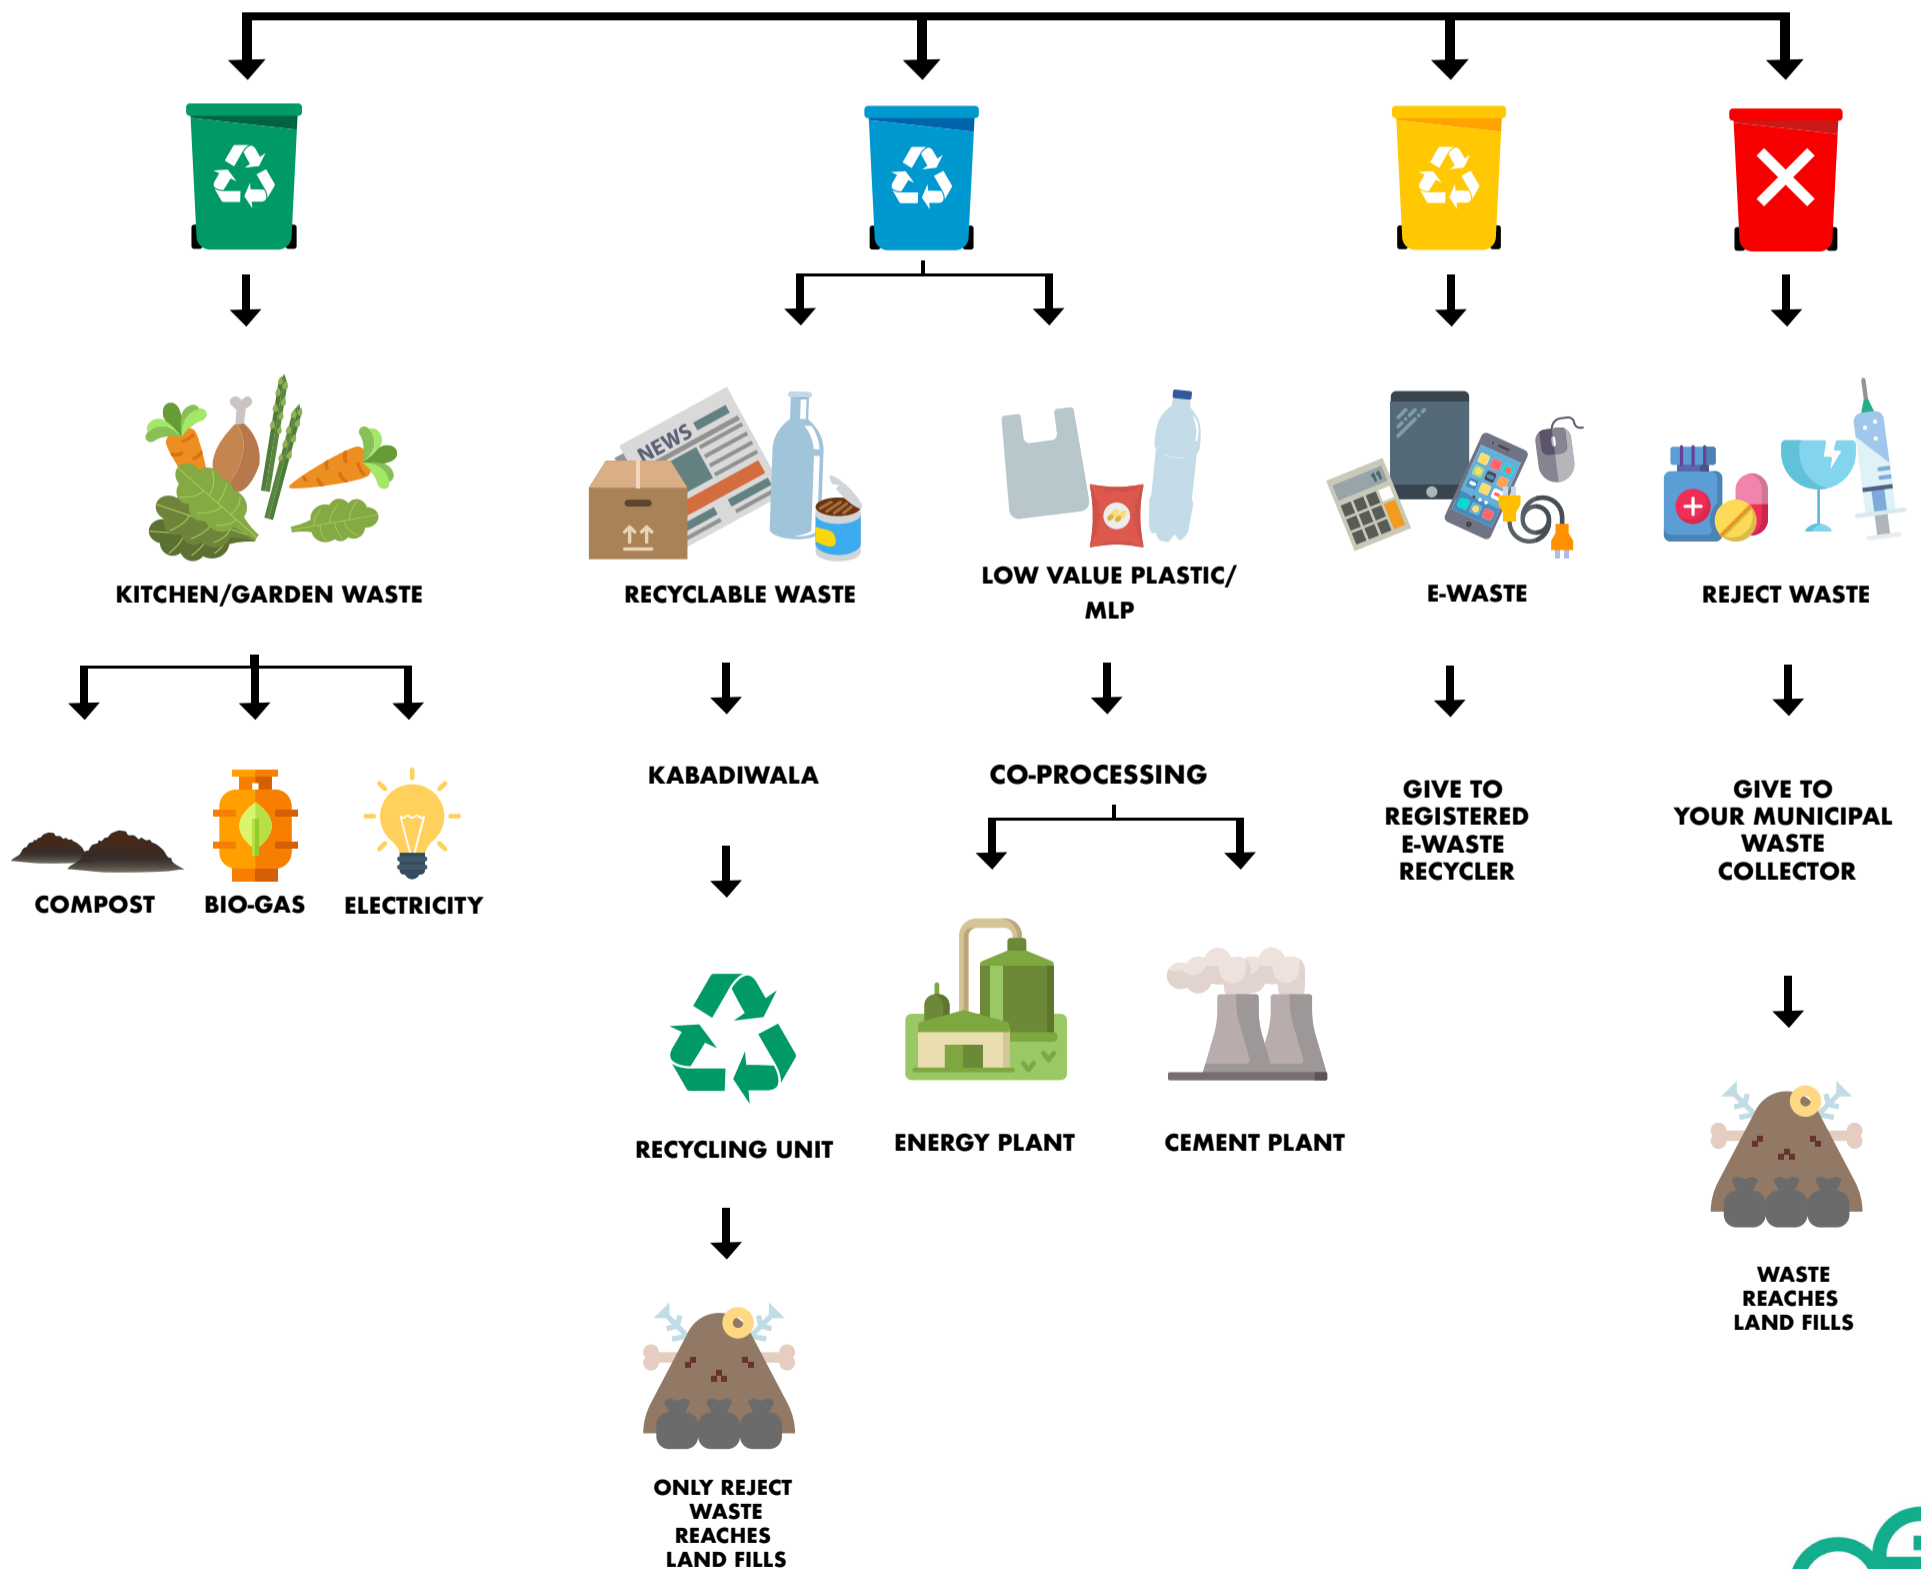 NEWS
KITCHEN/GARDEN WASTE
RECYCLABLE WASTE
LOW VALUE PLASTIC/
MLP
E-WASTE
REJECT WASTE
COMPOST
BIO-GAS
ELECTRICITY
KABADIWALA
RECYCLING UNIT
ONLY REJECT
WASTE
REACHES
LAND FILLS
CO-PROCESSING
ENERGY PLANT
CEMENT PLANT
GIVE TO
REGISTERED
E-WASTE
RECYCLER
GIVE TO
YOUR MUNICIPAL
WASTE
COLLECTOR
WASTE
REACHES
LAND FILLS